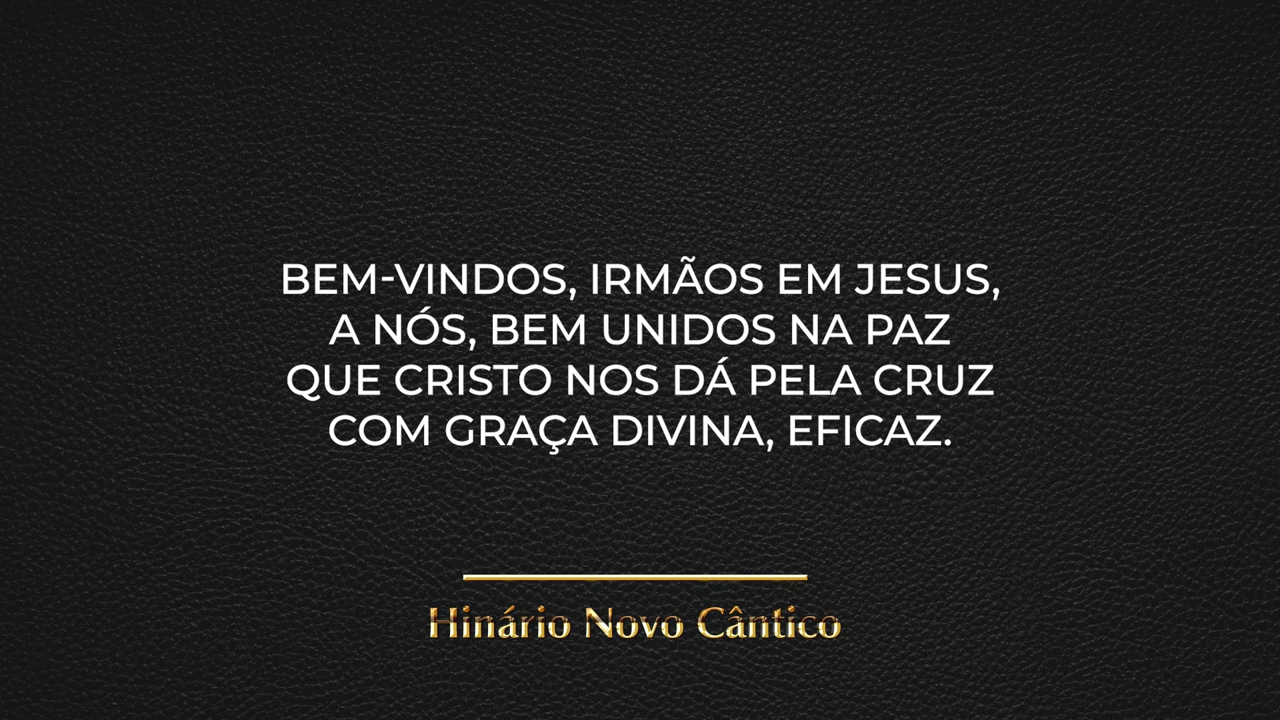 BEM-VINDOS, IRMÃOS EM JESUS,
A NÓS, BEM UNIDOS NA PAZ
QUE CRISTO NOS DÁ PELA CRUZ
COM GRAÇA DIVINA, EFICAZ.
Hinário Novo Cântico